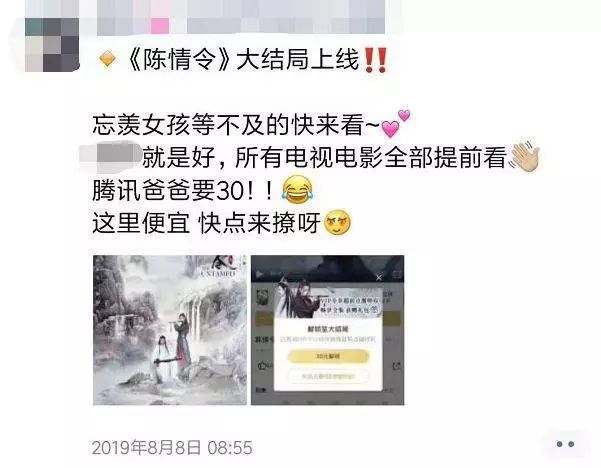 《陈情令》大结局上线‼️
忘羡女孩等不及的快来看~💕
就是好,所有电视电影全部提前看👋
腾讯爸爸要30!!😂
这里便宜 快点来撩呀😈
UNTAMED
解锁至大结局
30元解锁
2019年8月8日 08:55